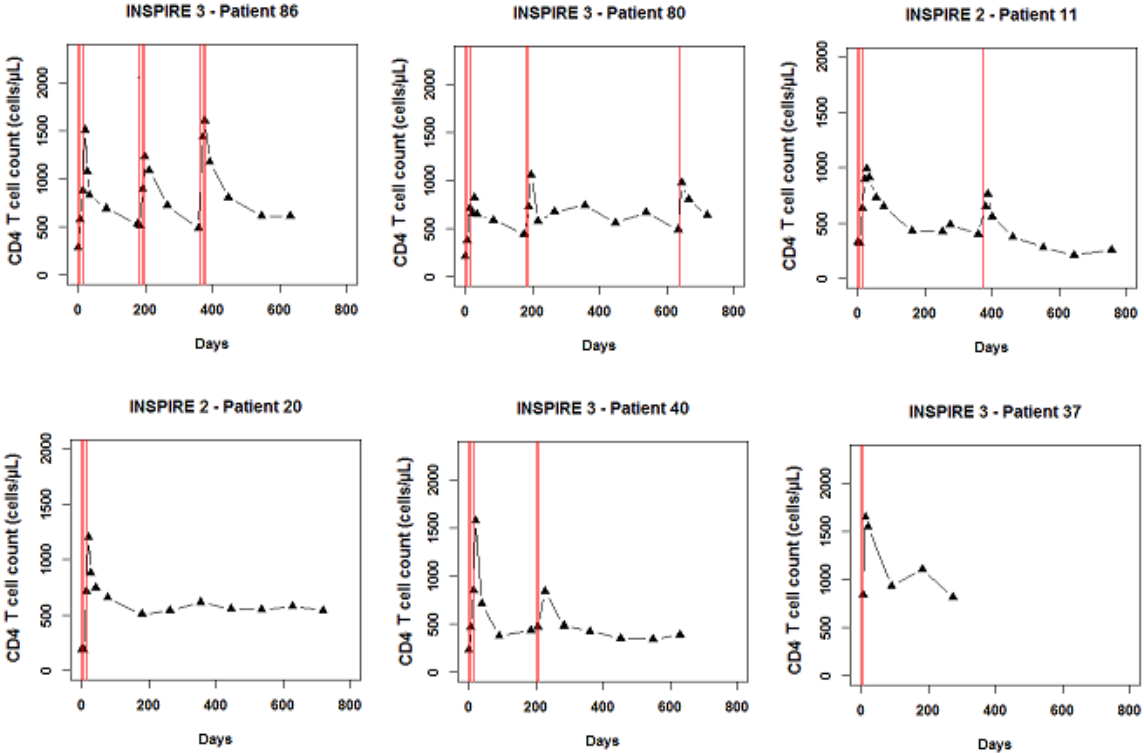 INSPIRE 3 - Patient 86
CD4 T cell count (cells/µL)
2000
1500
1000
500
0
0 200 400 600 800
Days
INSPIRE 3 - Patient 80
CD4 T cell count (cells/µL)
2000
1500
1000
500
0
0 200 400 600 800
Days
INSPIRE 2 - Patient 11
CD4 T cell count (cells/µL)
2000
1500
1000
500
0
0 200 400 600 800
Days
INSPIRE 2 - Patient 20
CD4 T cell count (cells/µL)
2000
1500
1000
500
0
0 200 400 600 800
Days
INSPIRE 3 - Patient 40
CD4 T cell count (cells/µL)
2000
1500
1000
500
0
0 200 400 600 800
Days
INSPIRE 3 - Patient 37
CD4 T cell count (cells/µL)
2000
1500
1000
500
0
0 200 400 600 800
Days